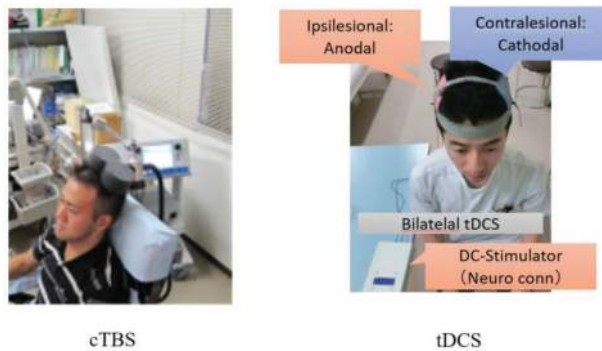 Ipsilesional:
Anodal
Contralesional:
Cathodal
Bilatelal tDCS
DC-Stimulator
(Neuro conn)
cTBS
tDCS